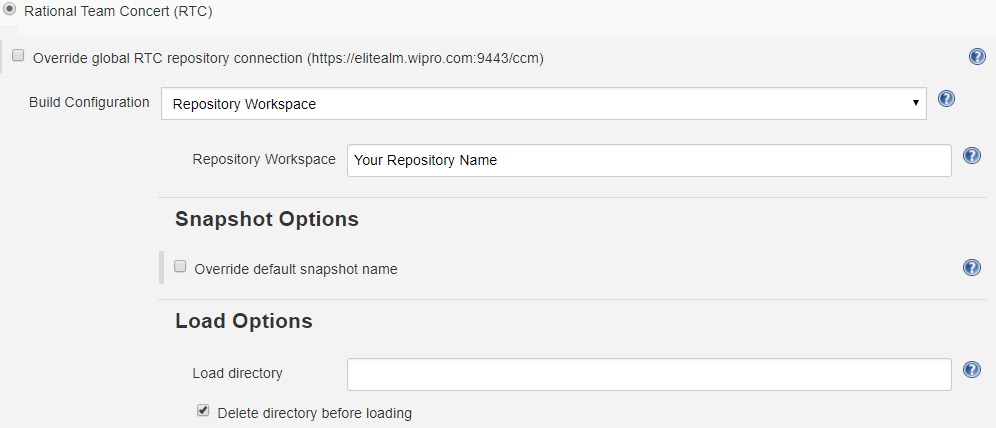 Rational Team Concert (RTC)
Override global RTC repository connection (https://elitealm.wipro.com:9443/ccm)
Build Configuration Repository Workspace
Repository Workspace Your Repository Name
Snapshot Options
Override default snapshot name
Load Options
Load directory
Delete directory before loading